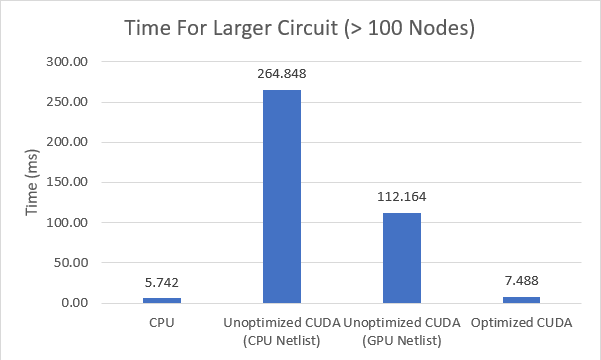 Time For Larger Circuit (> 100 Nodes)
Time (ms)
300.00
250.00
200.00
150.00
100.00
50.00
0.00
5.742
264.848
112.164
7.488
CPU
Unoptimized CUDA
(CPU Netlist)
Unoptimized CUDA
(GPU Netlist)
Optimized CUDA